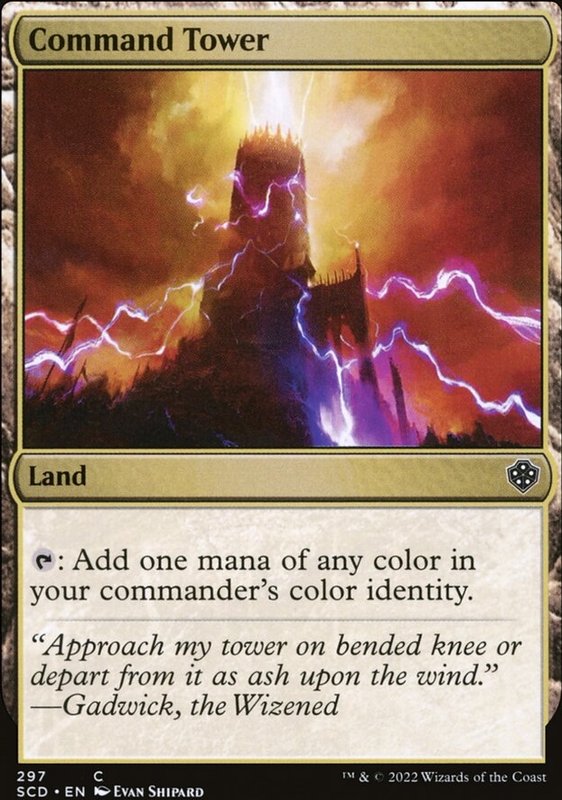 Command Tower
Land
: Add one mana of any color in
your commander's color identity.
“Approach my tower on bended knee or
depart from it as ash upon the wind.”
—Gadwick, the Wizened
297 C
SCD • EN Evan Shipard
™ & © 2022 Wizards of the Coast